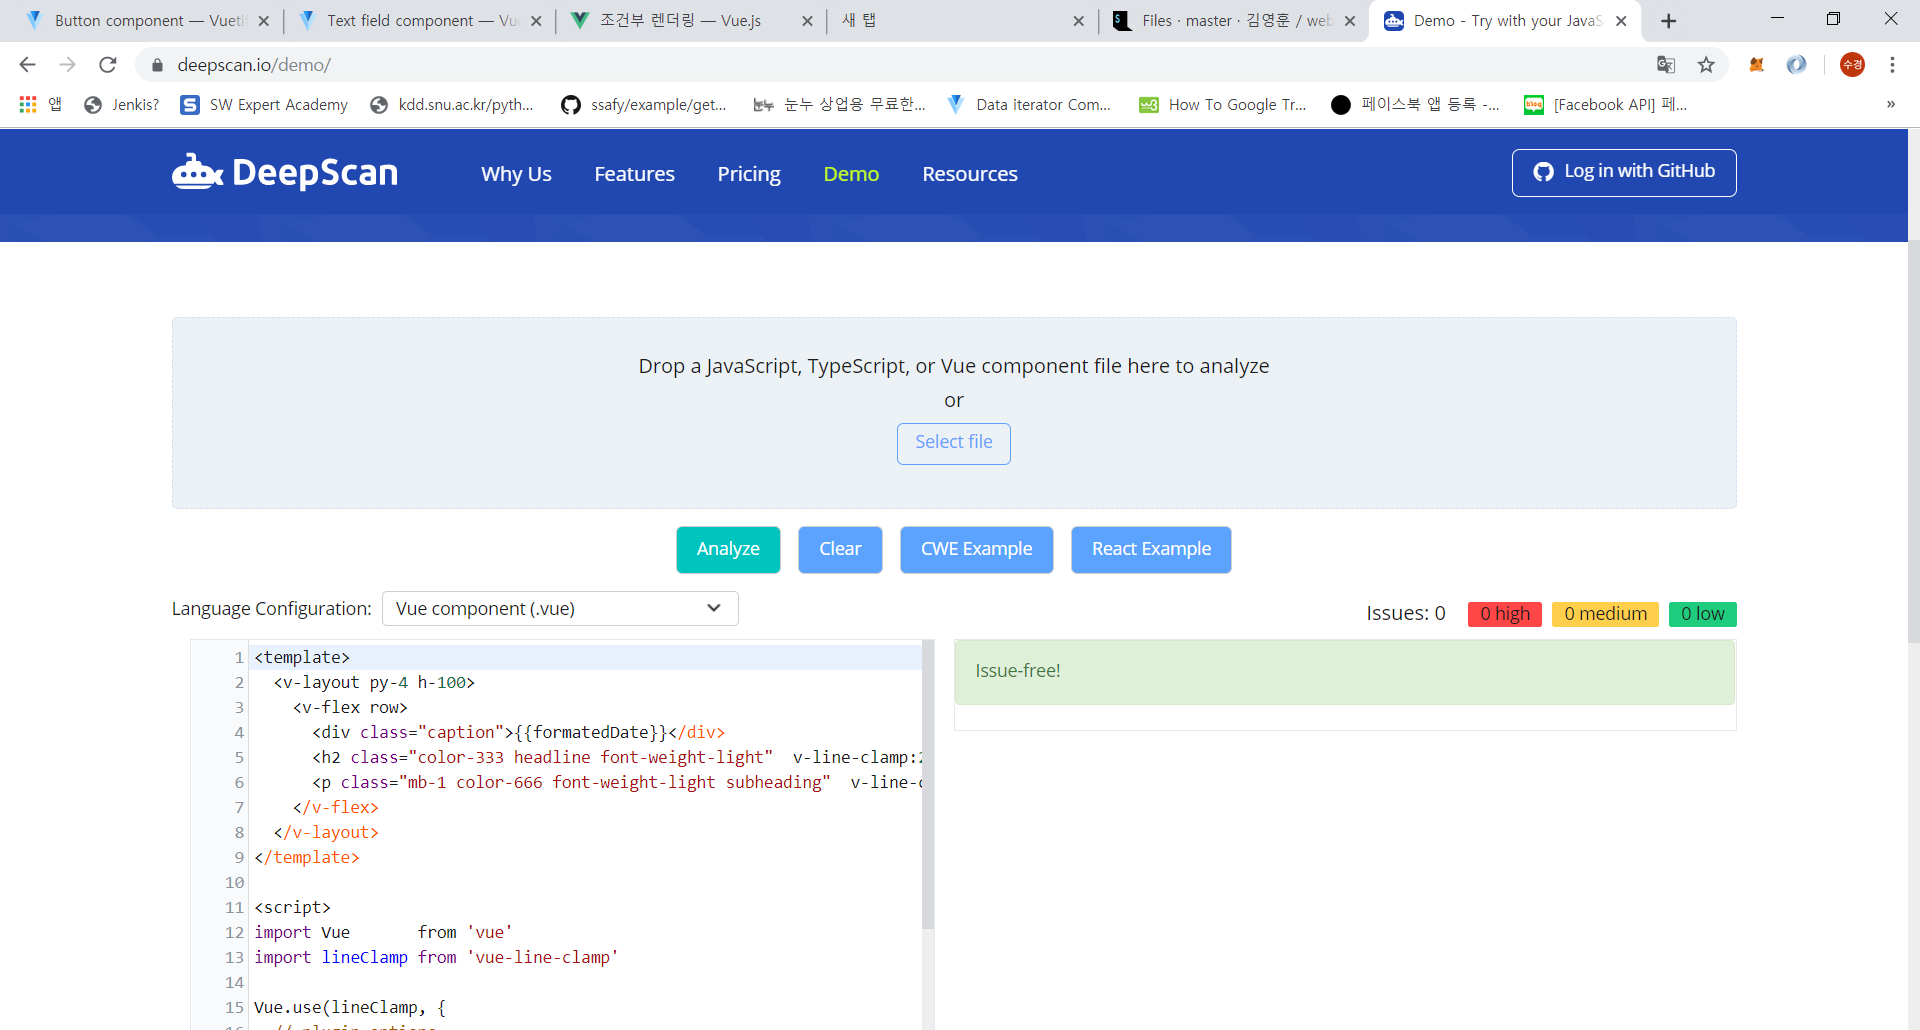 Button component — Vueti
Text field component — Vue
조건부 렌더링 — Vue.js
새 탭
Files · master · 김영훈 / web
Demo - Try with your JavaS
deepscan.io/demo/
수경
앱
Jenkis?
SW Expert Academy
kdd.snu.ac.kr/pyth...
ssafy/example/get...
눈누 상업용 무료한...
Data iterator Com...
How To Google Tr...
페이스북 앱 등록 -...
[Facebook API] 페...
»
DeepScan
Why Us
Features
Pricing
Demo
Resources
Log in with GitHub
Drop a JavaScript, TypeScript, or Vue component file here to analyze
or
Select file
Analyze
Clear
CWE Example
React Example
Language Configuration:
Vue component (.vue)
Issues: 0
0 high
0 medium
0 low
1 <template>
2 <v-layout py-4 h-100>
3 <v-flex row>
4 <div class="caption">{{formatedDate}}</div>
5 <h2 class="color-333 headline font-weight-light" v-line-clamp:2
6 <p class="mb-1 color-666 font-weight-light subheading" v-line-c
7 </v-flex>
8 </v-layout>
9 </template>
10
11 <script>
12 import Vue from 'vue'
13 import lineClamp from 'vue-line-clamp'
14
15 Vue.use(lineClamp, {
16 // plugin options
Issue-free!